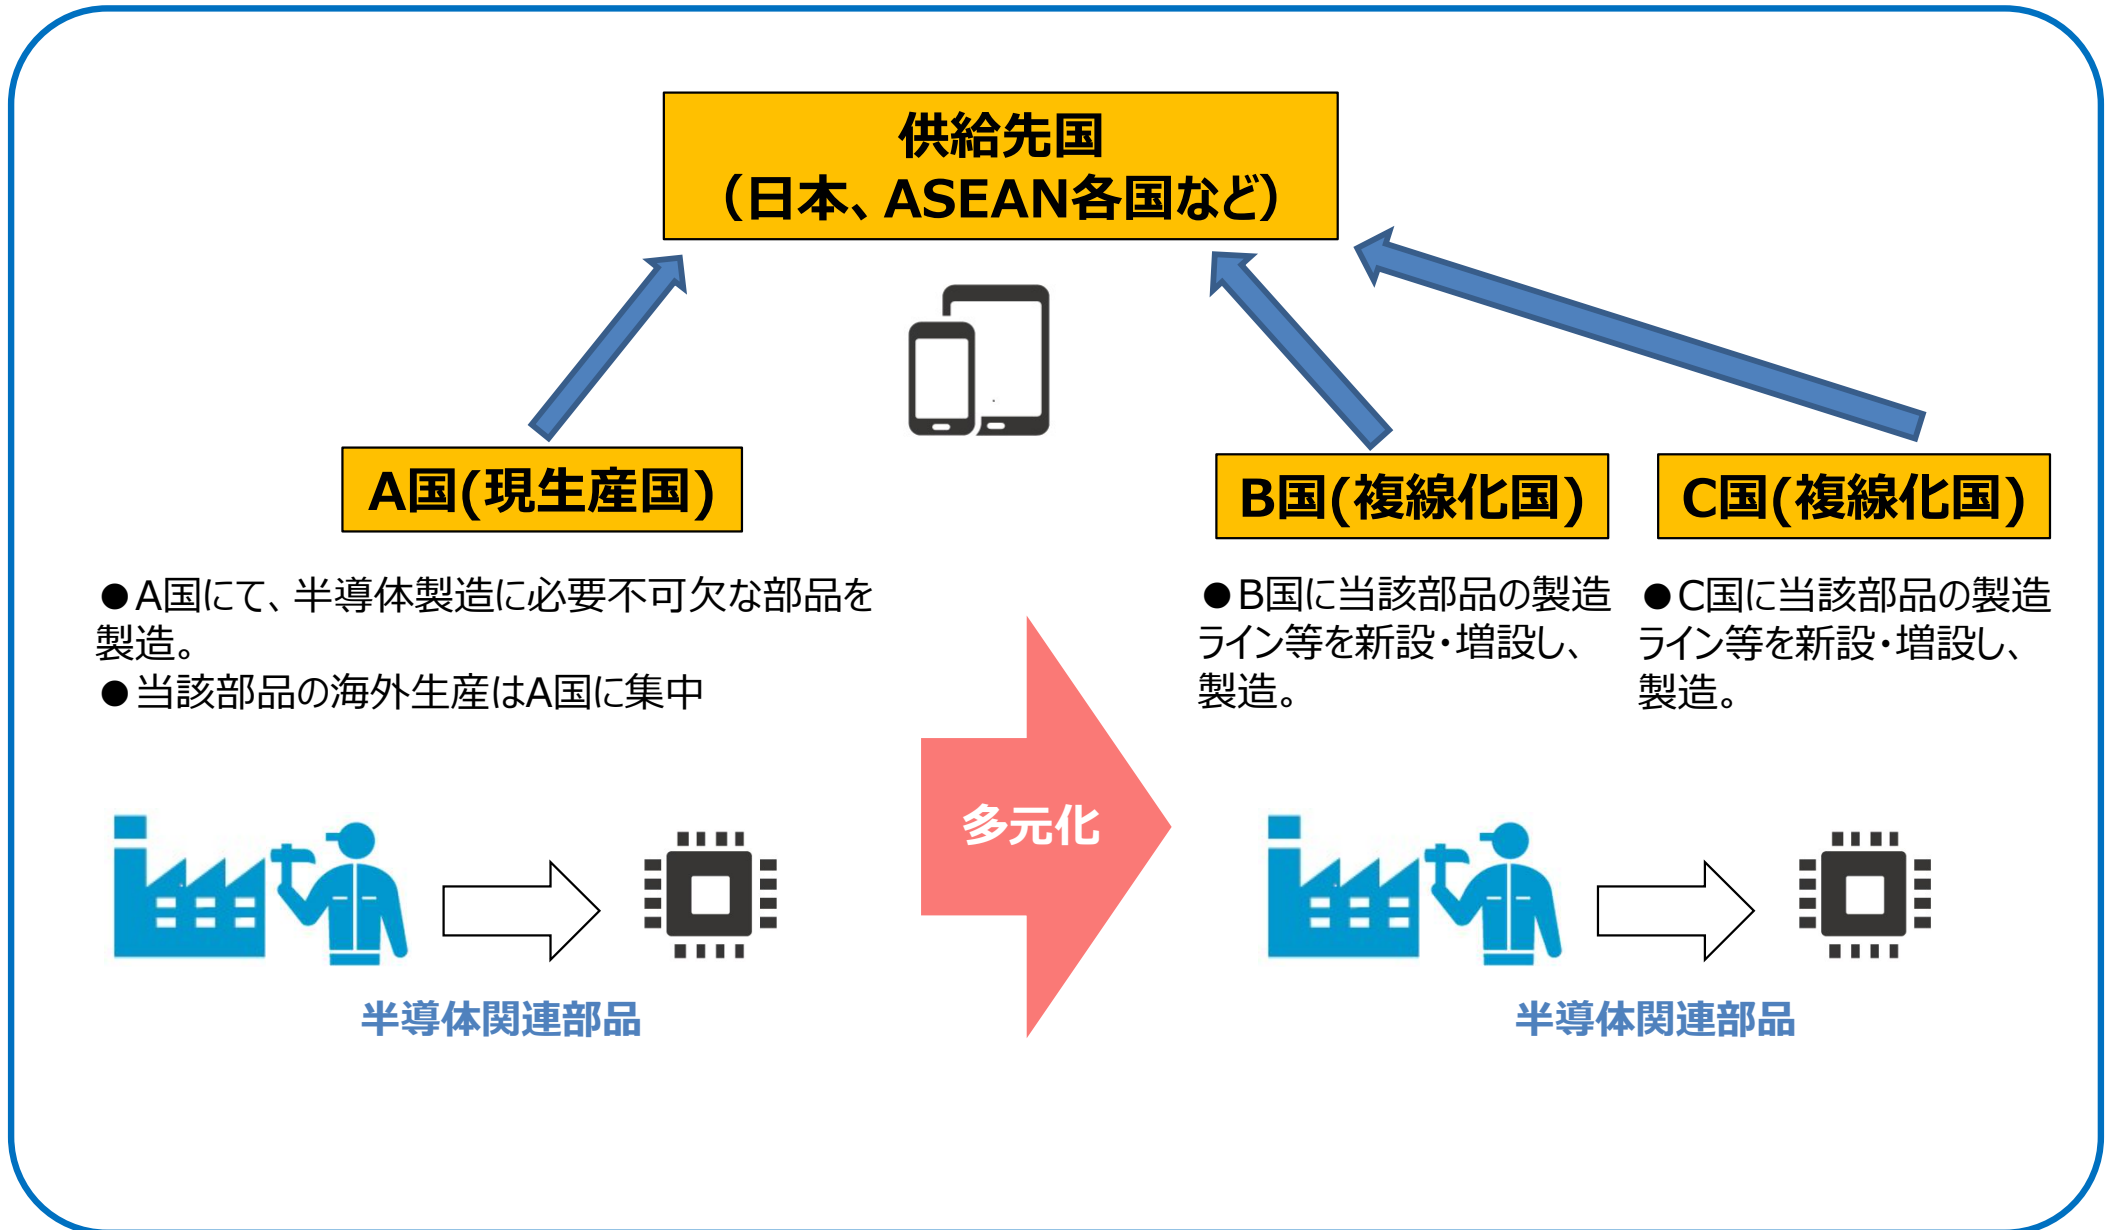 供給先国
（日本、ASEAN各国など）
A国(現生産国)
●A国にて、半導体製造に必要不可欠な部品を
製造。
●当該部品の海外生産はA国に集中
半導体関連部品
多元化
B国(複線化国)
●B国に当該部品の製造
ライン等を新設・増設し、
製造。
C国(複線化国)
●C国に当該部品の製造
ライン等を新設・増設し、
製造。
半導体関連部品